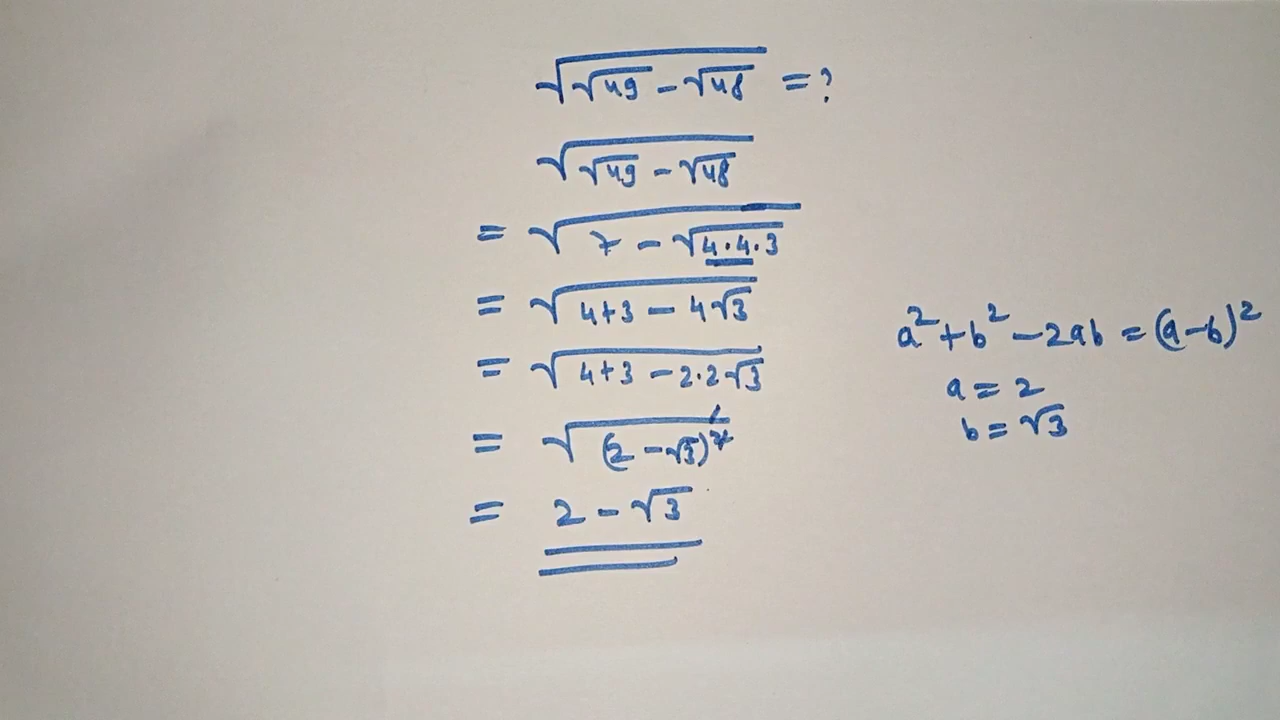 √(√49 − √48) = ?
√(√49 − √48)
= √(7 − √(4·4·3))
= √(4+3 − 4√3)
= √(4+3 − 2·2√3)
= √((2 − √3)²)
= 2 − √3
a² + b² − 2ab = (a−b)²
a = 2
b = √3